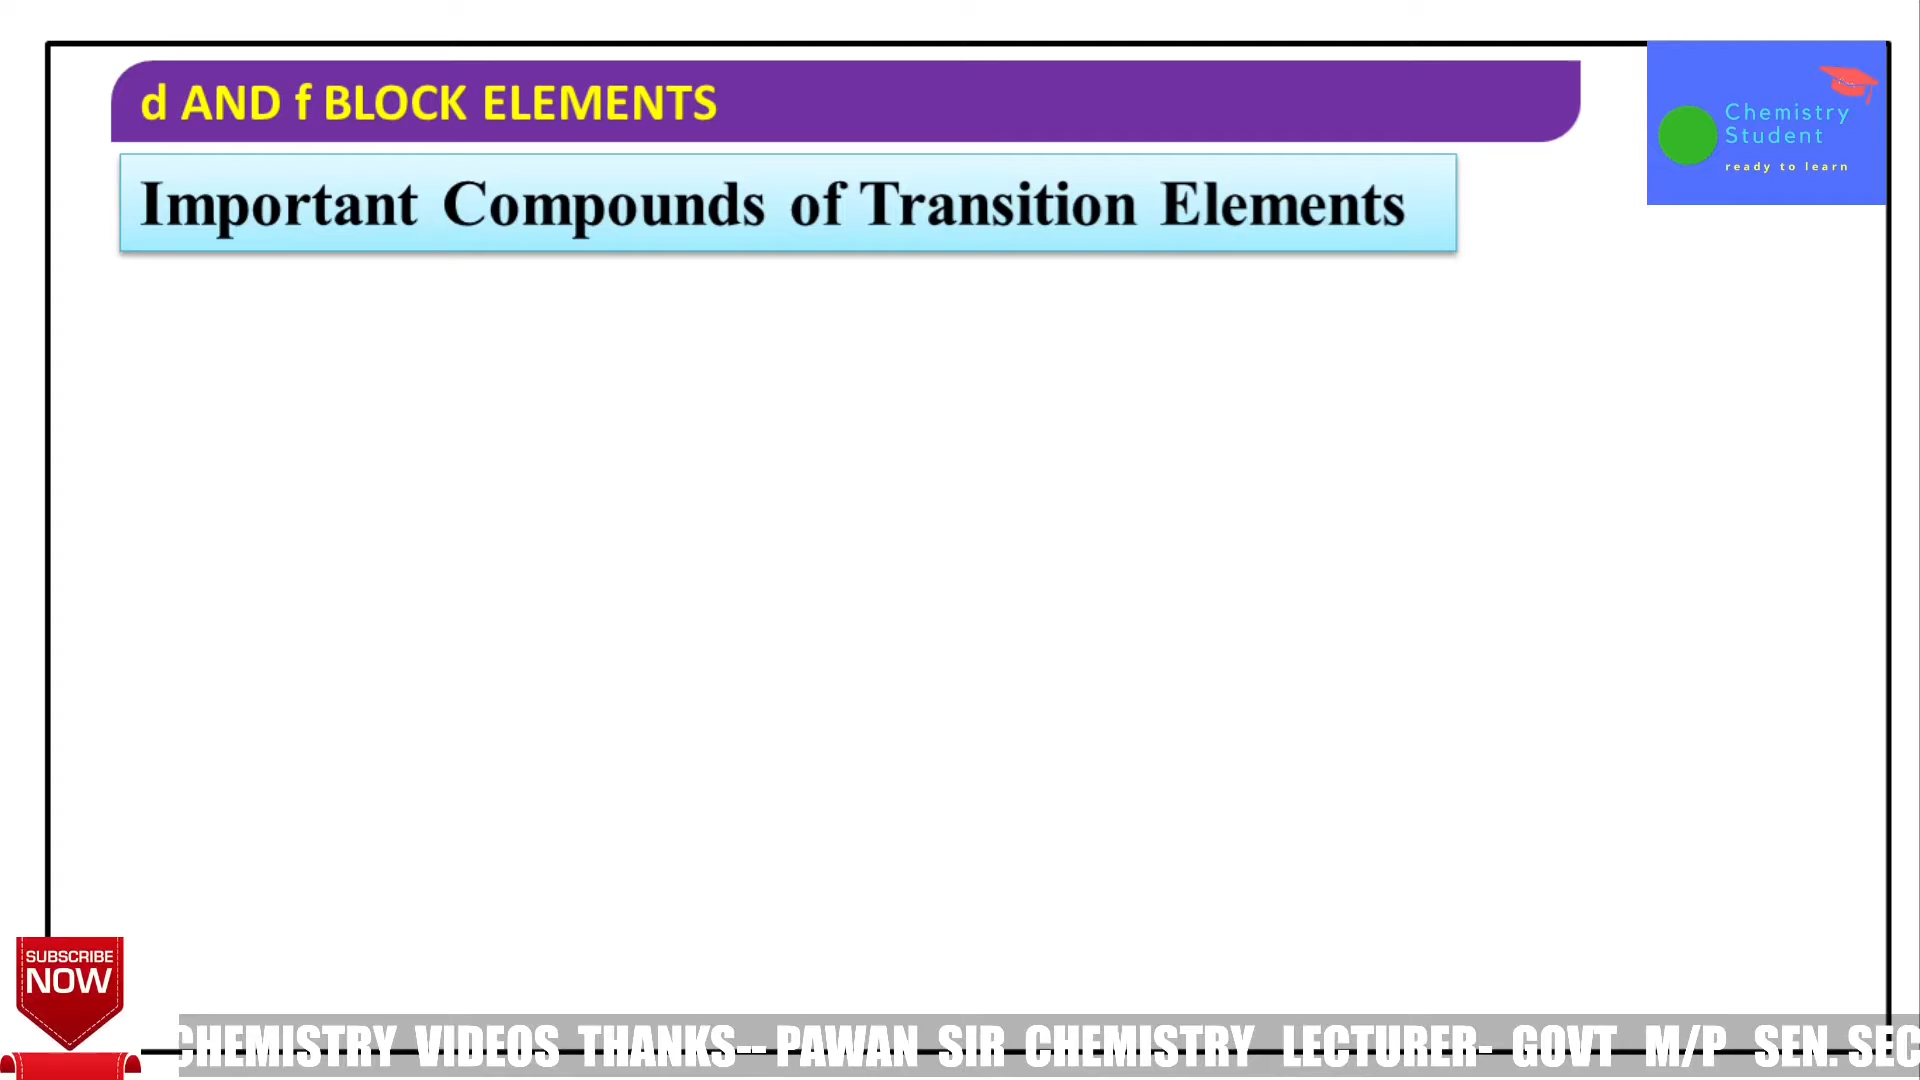 d AND f BLOCK ELEMENTS
Important Compounds of Transition Elements
Chemistry
Student
ready to learn
SUBSCRIBE
NOW
CHEMISTRY VIDEOS THANKS-- PAWAN SIR CHEMISTRY LECTURER- GOVT M/P SEN. SEC